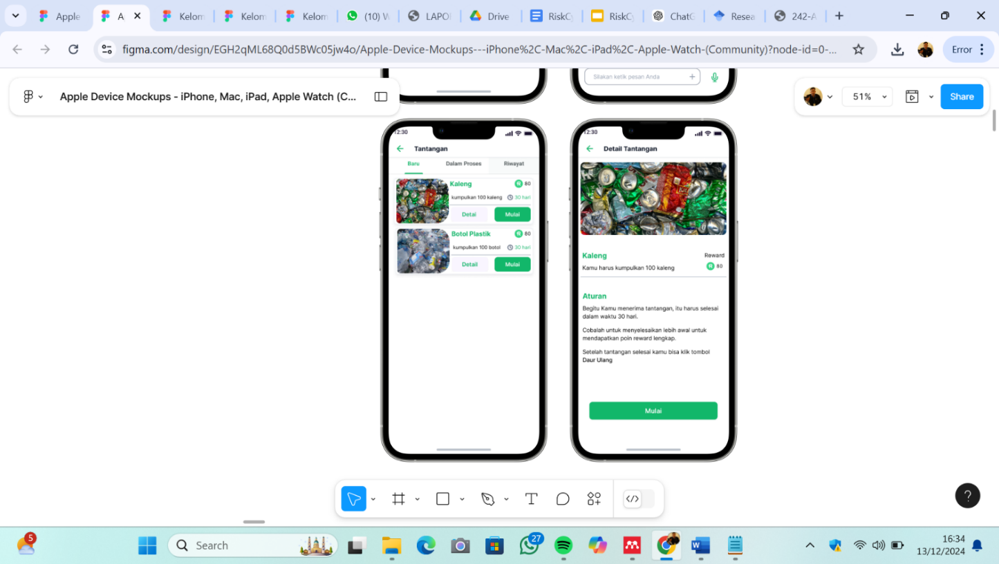 Apple
A
Kelom
Kelom
Kelom
(10) W
LAPO
Drive
RiskCy
RiskCy
ChatG
Resea
242-A
figma.com/design/EGH2qML68Q0d5BWc05jw4o/Apple-Device-Mockups---iPhone%2C-Mac%2C-iPad%2C-Apple-Watch-(Community)?node-id=0-...
Error
Apple Device Mockups - iPhone, Mac, iPad, Apple Watch (C...
51%
Share
Silakan ketik pesan Anda
12:30
Tantangan
Baru Dalam Proses Riwayat
Kaleng R 80
kumpulkan 100 kaleng 30 hari
Detai Mulai
Botol Plastik R 80
kumpulkan 100 botol 30 hari
Detail Mulai
12:30
Detail Tantangan
Kaleng Reward
Kamu harus kumpulkan 100 kaleng R 80
Aturan
Begitu Kamu menerima tantangan, itu harus selesai
dalam waktu 30 hari.
Cobalah untuk menyelesaikan lebih awal untuk
mendapatkan poin reward lengkap.
Setelah tantangan selesai kamu bisa klik tombol
Daur Ulang
Mulai
T
</>
?
5
Search
27
W
16:34
13/12/2024